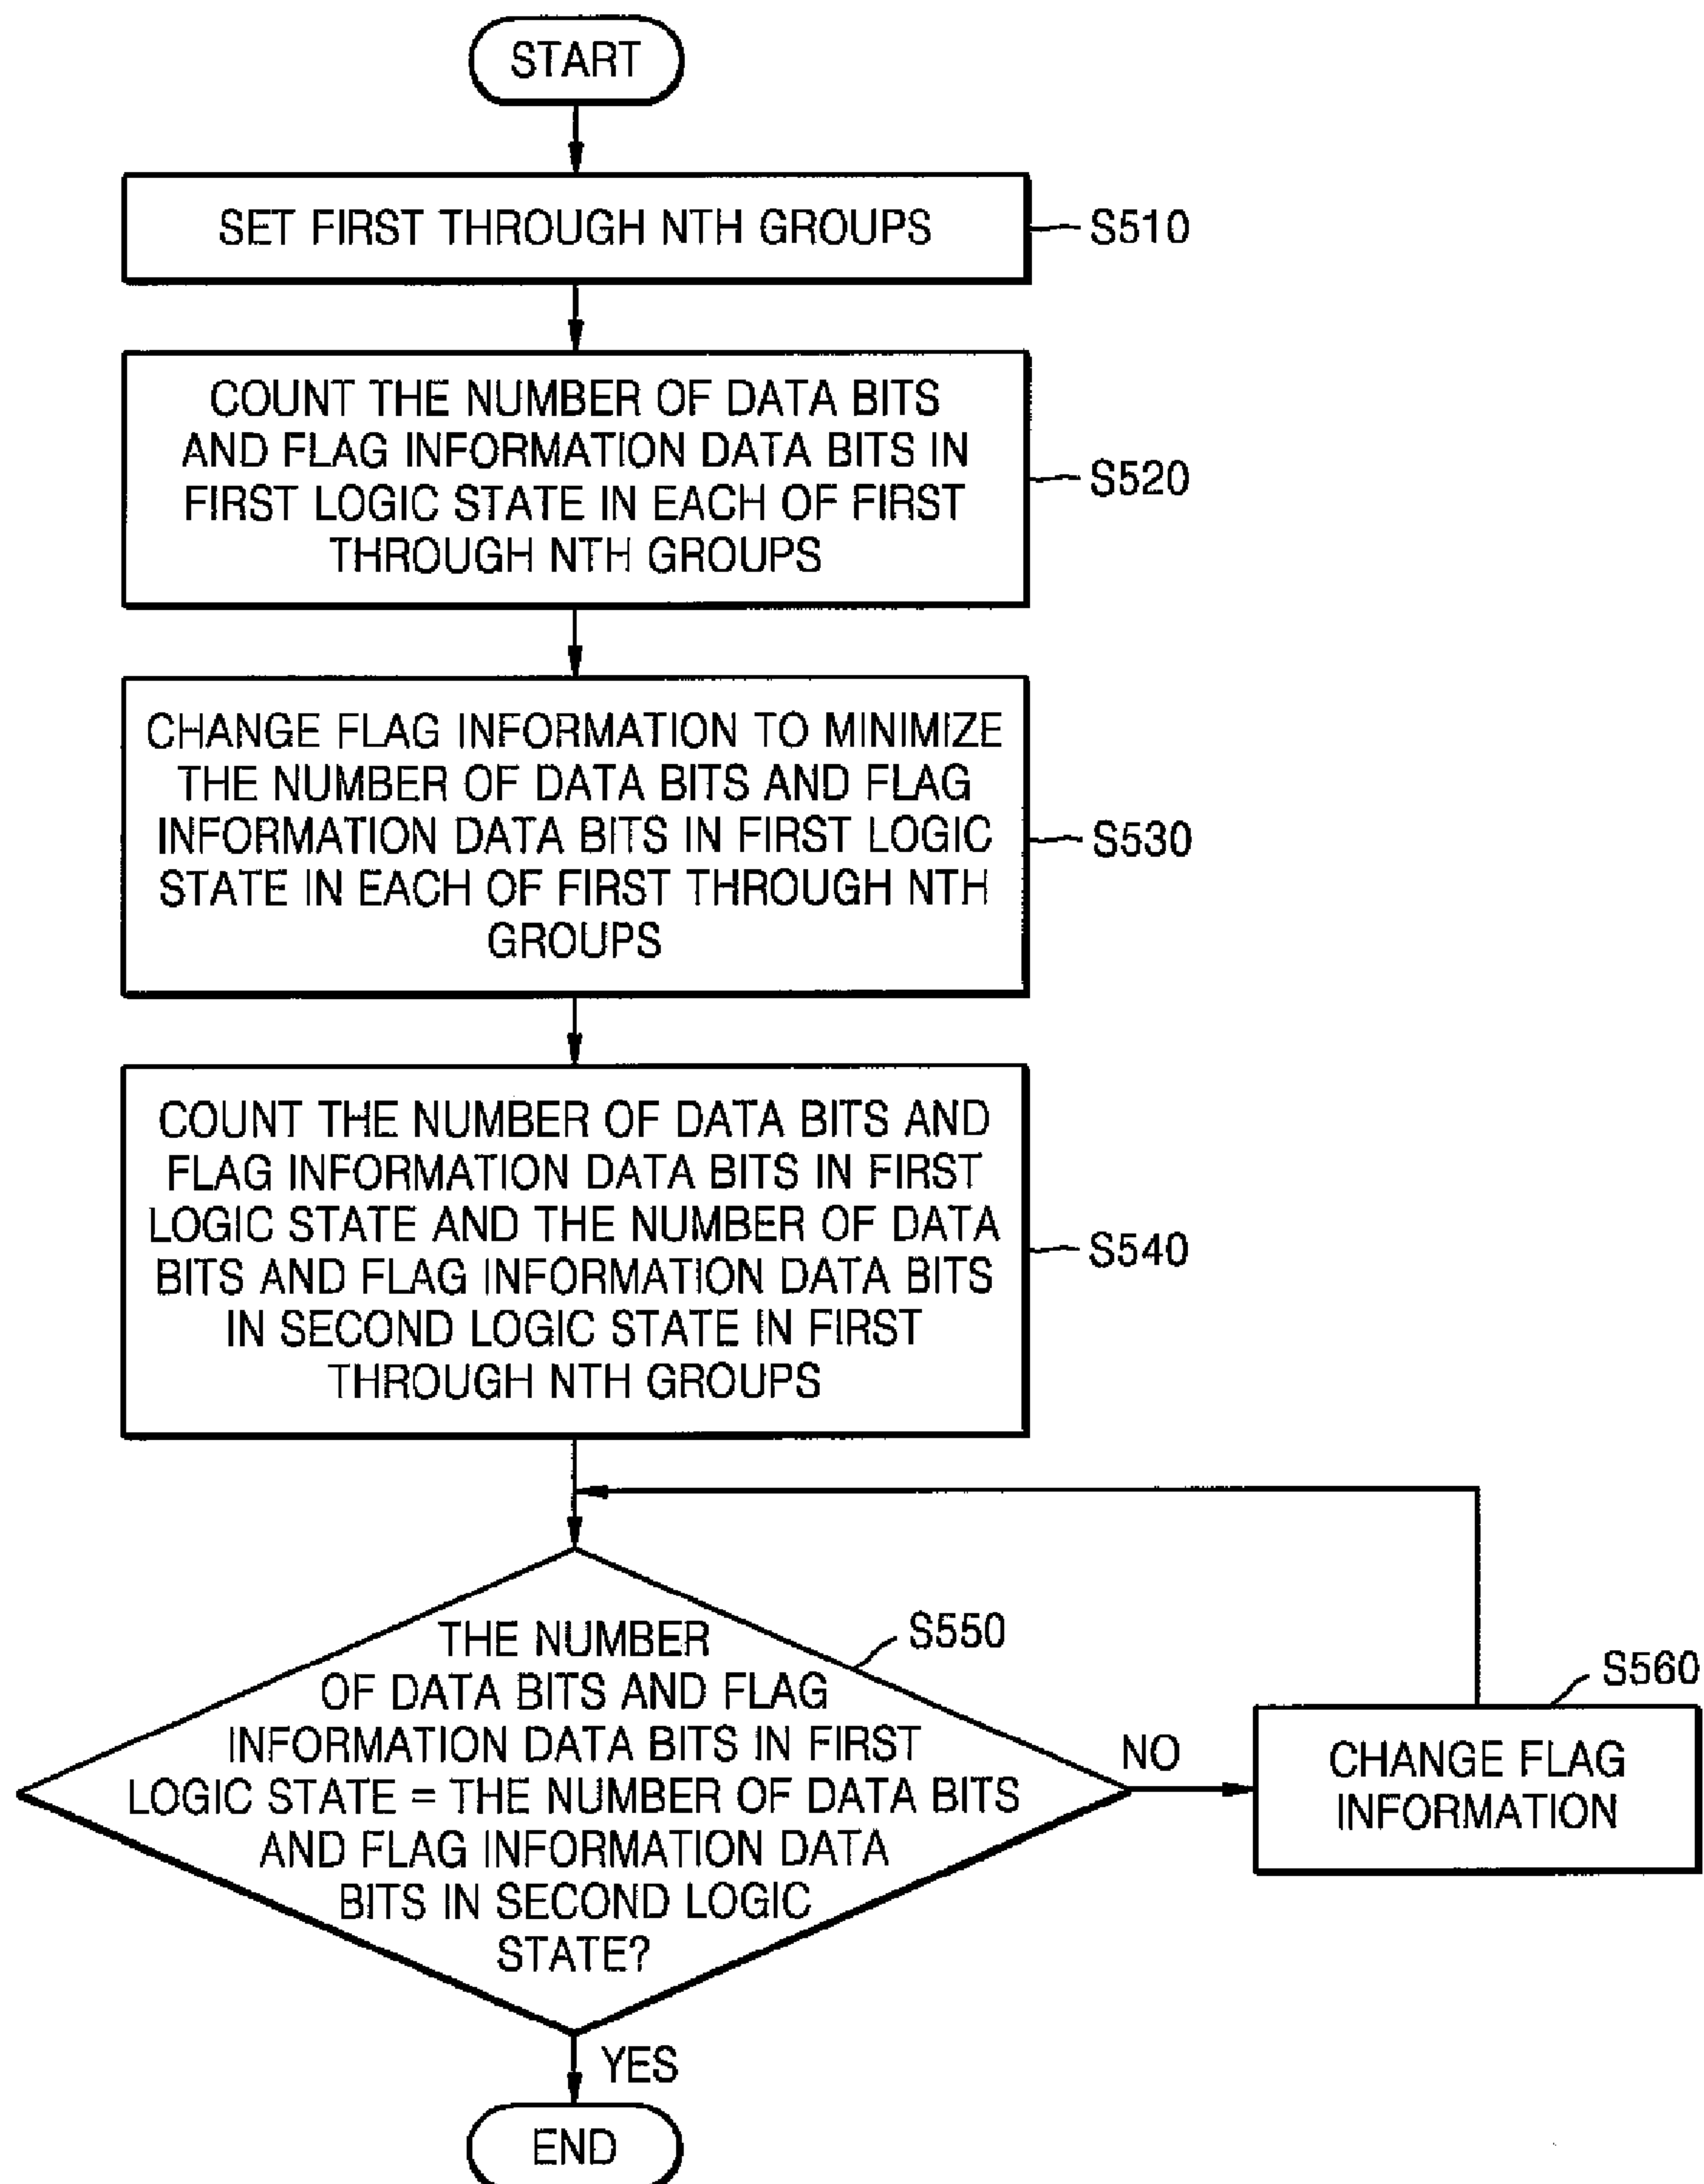 START
SET FIRST THROUGH NTH GROUPS
S510
COUNT THE NUMBER OF DATA BITS
AND FLAG INFORMATION DATA BITS IN
FIRST LOGIC STATE IN EACH OF FIRST
THROUGH NTH GROUPS
S520
CHANGE FLAG INFORMATION TO MINIMIZE
THE NUMBER OF DATA BITS AND FLAG
INFORMATION DATA BITS IN FIRST LOGIC
STATE IN EACH OF FIRST THROUGH NTH
GROUPS
S530
COUNT THE NUMBER OF DATA BITS AND
FLAG INFORMATION DATA BITS IN FIRST
LOGIC STATE AND THE NUMBER OF DATA
BITS AND FLAG INFORMATION DATA BITS
IN SECOND LOGIC STATE IN FIRST
THROUGH NTH GROUPS
S540
THE NUMBER
OF DATA BITS AND FLAG
INFORMATION DATA BITS IN FIRST
LOGIC STATE = THE NUMBER OF DATA BITS
AND FLAG INFORMATION DATA
BITS IN SECOND LOGIC
STATE?
S550
NO
S560
CHANGE FLAG
INFORMATION
YES
END